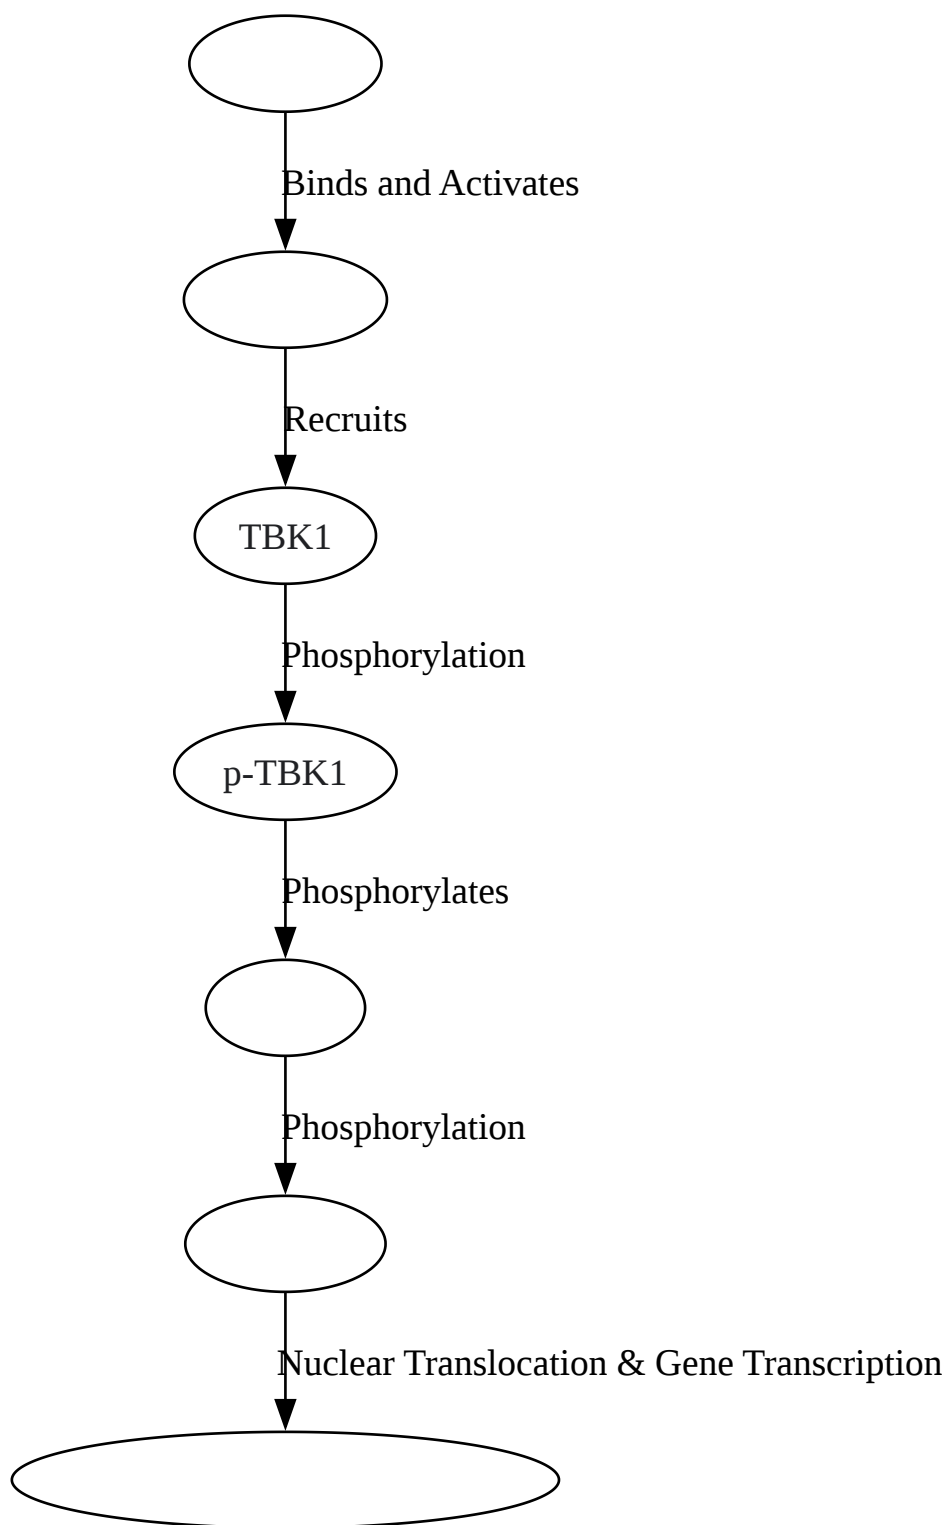 Binds and Activates
Recruits
TBK1
Phosphorylation
p-TBK1
Phosphorylates
Phosphorylation
Nuclear Translocation & Gene Transcription